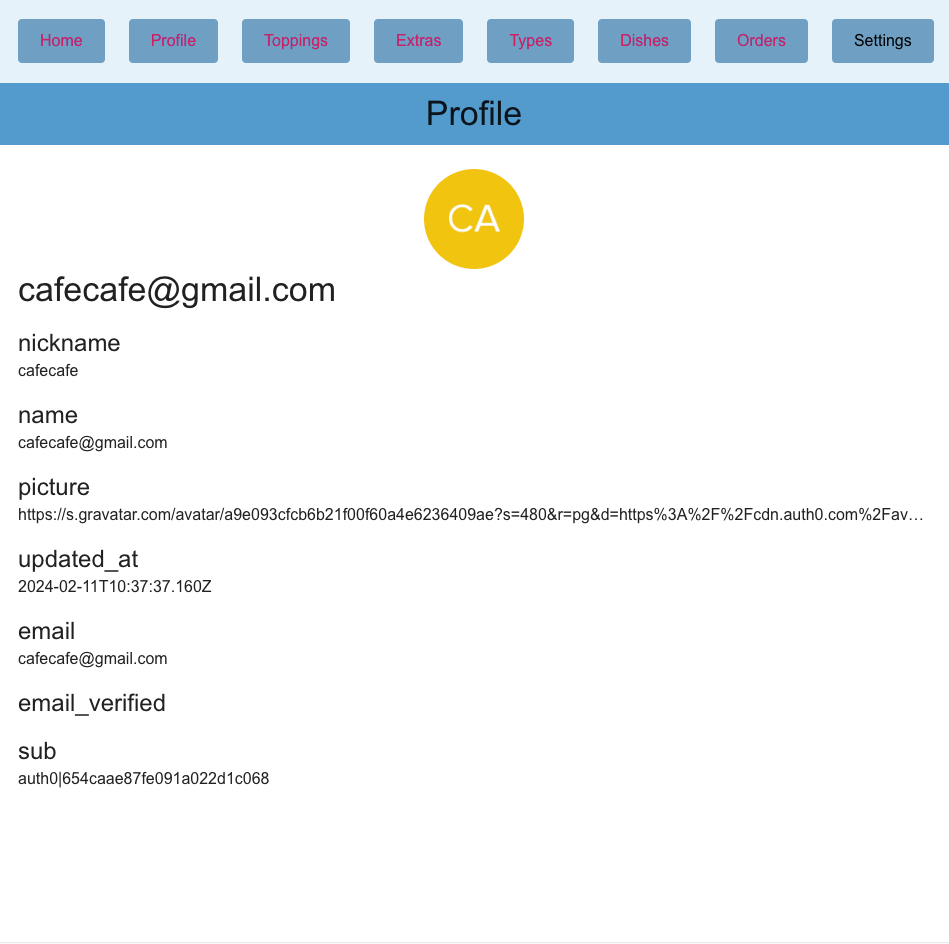 Home Profile Toppings Extras Types Dishes Orders Settings
Profile
CA
cafecafe@gmail.com
nickname
cafecafe
name
cafecafe@gmail.com
picture
https://s.gravatar.com/avatar/a9e093cfcb6b21f00f60a4e6236409ae?s=480&r=pg&d=https%3A%2F%2Fcdn.auth0.com%2Fav…
updated_at
2024-02-11T10:37:37.160Z
email
cafecafe@gmail.com
email_verified
sub
auth0|654caae87fe091a022d1c068